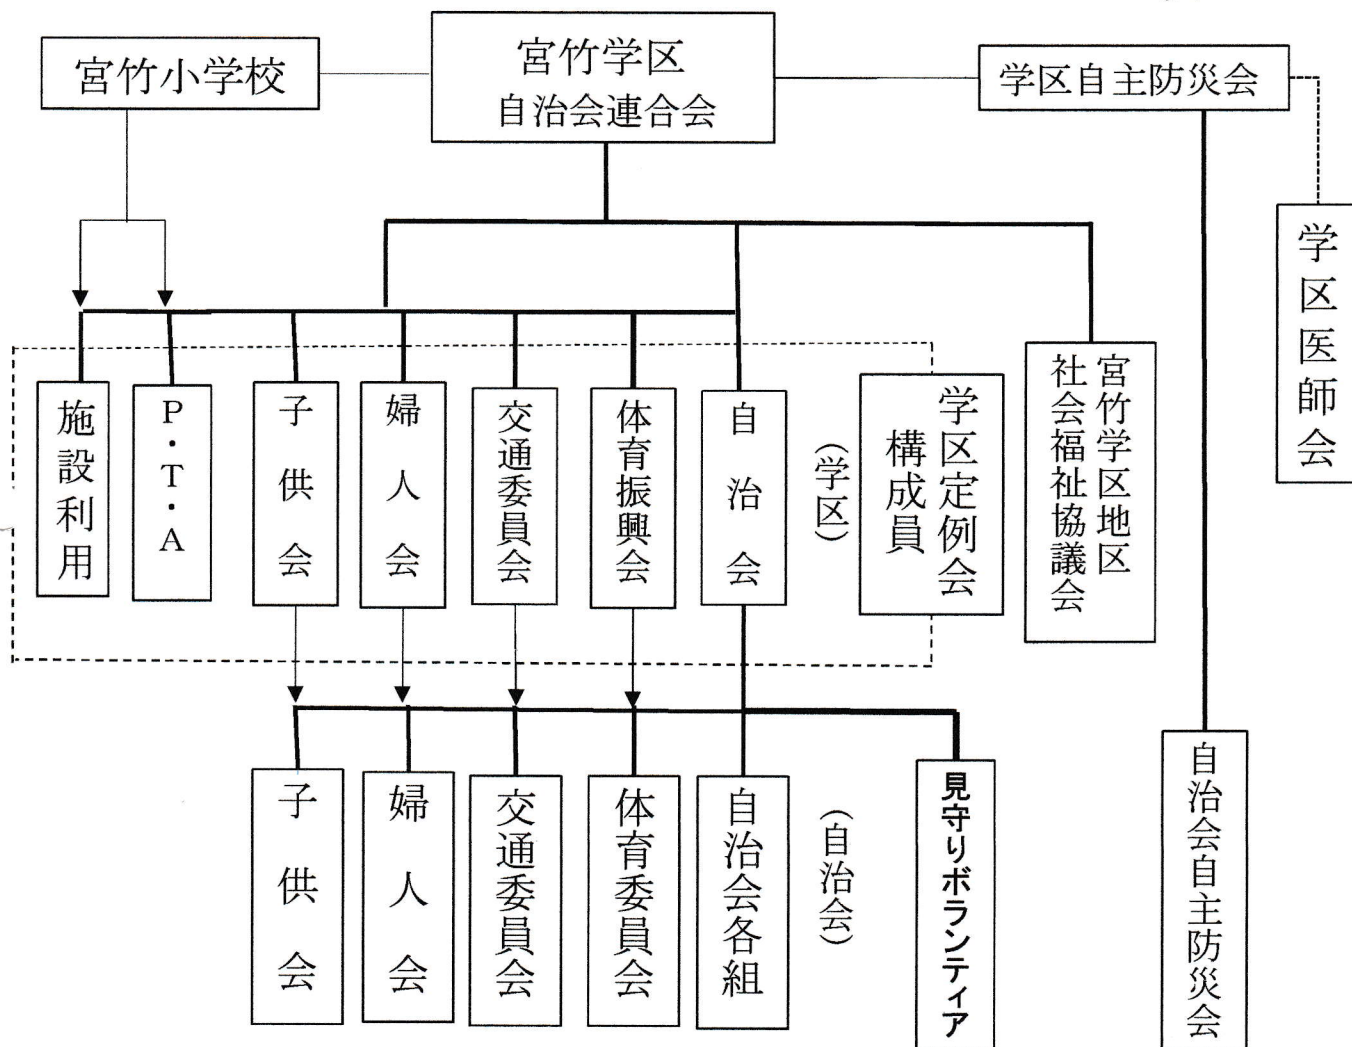 宮竹小学校
宮竹学区
自治会連合会
学区自主防災会
学区医師会
施設利用
P・T・A
子供会
婦人会
交通委員会
体育振興会
自治会
(学区)
学区定例会
構成員
宮竹学区地区
社会福祉協議会
子供会
婦人会
交通委員会
体育委員会
自治会各組
(自治会)
見守りボランティア
自治会自主防災会